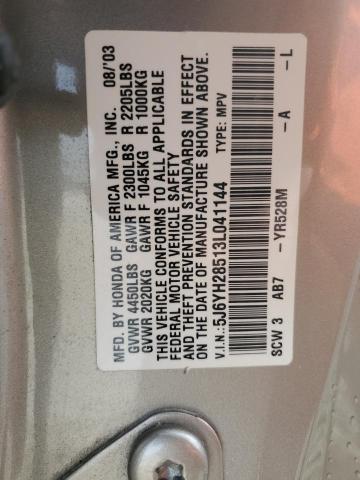 MFD. BY HONDA OF AMERICA MFG., INC. 08/'03
GVWR 4450LBS GAWR F 2300LBS R 2205LBS
GVWR 2020KG GAWR F 1045KG R 1000KG
THIS VEHICLE CONFORMS TO ALL APPLICABLE
FEDERAL MOTOR VEHICLE SAFETY
AND THEFT PREVENTION STANDARDS IN EFFECT
ON THE DATE OF MANUFACTURE SHOWN ABOVE.
V.I.N.: 5J6YH28513L041144 TYPE: MPV
SCW 3 AB7 -YR528M -A -L